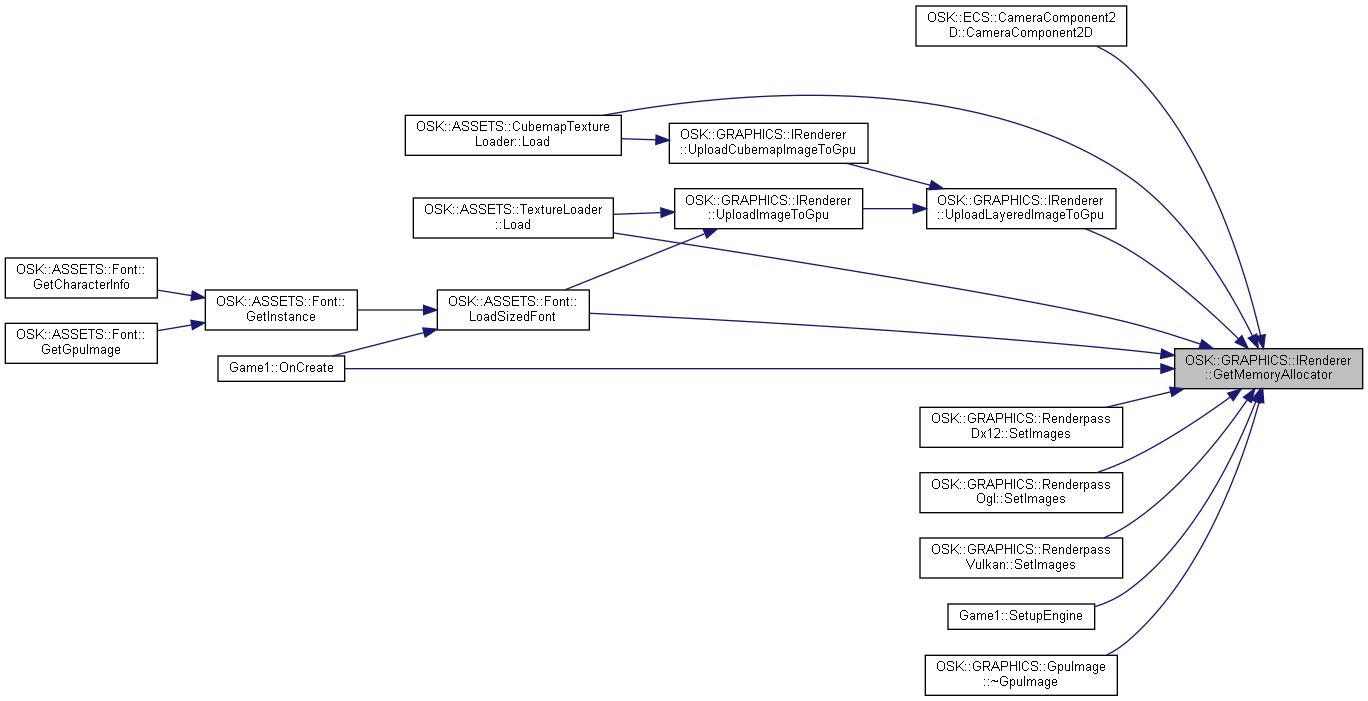 OSK::ECS::CameraComponent2
D::CameraComponent2D
OSK::ASSETS::CubemapTexture
Loader::Load
OSK::GRAPHICS::IRenderer
::UploadCubemapImageToGpu
OSK::ASSETS::TextureLoader
::Load
OSK::GRAPHICS::IRenderer
::UploadImageToGpu
OSK::GRAPHICS::IRenderer
::UploadLayeredImageToGpu
OSK::ASSETS::Font::
GetCharacterInfo
OSK::ASSETS::Font::
GetInstance
OSK::ASSETS::Font::
LoadSizedFont
OSK::ASSETS::Font::
GetGpuImage
Game1::OnCreate
OSK::GRAPHICS::IRenderer
::GetMemoryAllocator
OSK::GRAPHICS::Renderpass
Dx12::SetImages
OSK::GRAPHICS::Renderpass
Ogl::SetImages
OSK::GRAPHICS::Renderpass
Vulkan::SetImages
Game1::SetupEngine
OSK::GRAPHICS::GpuImage
::~GpuImage